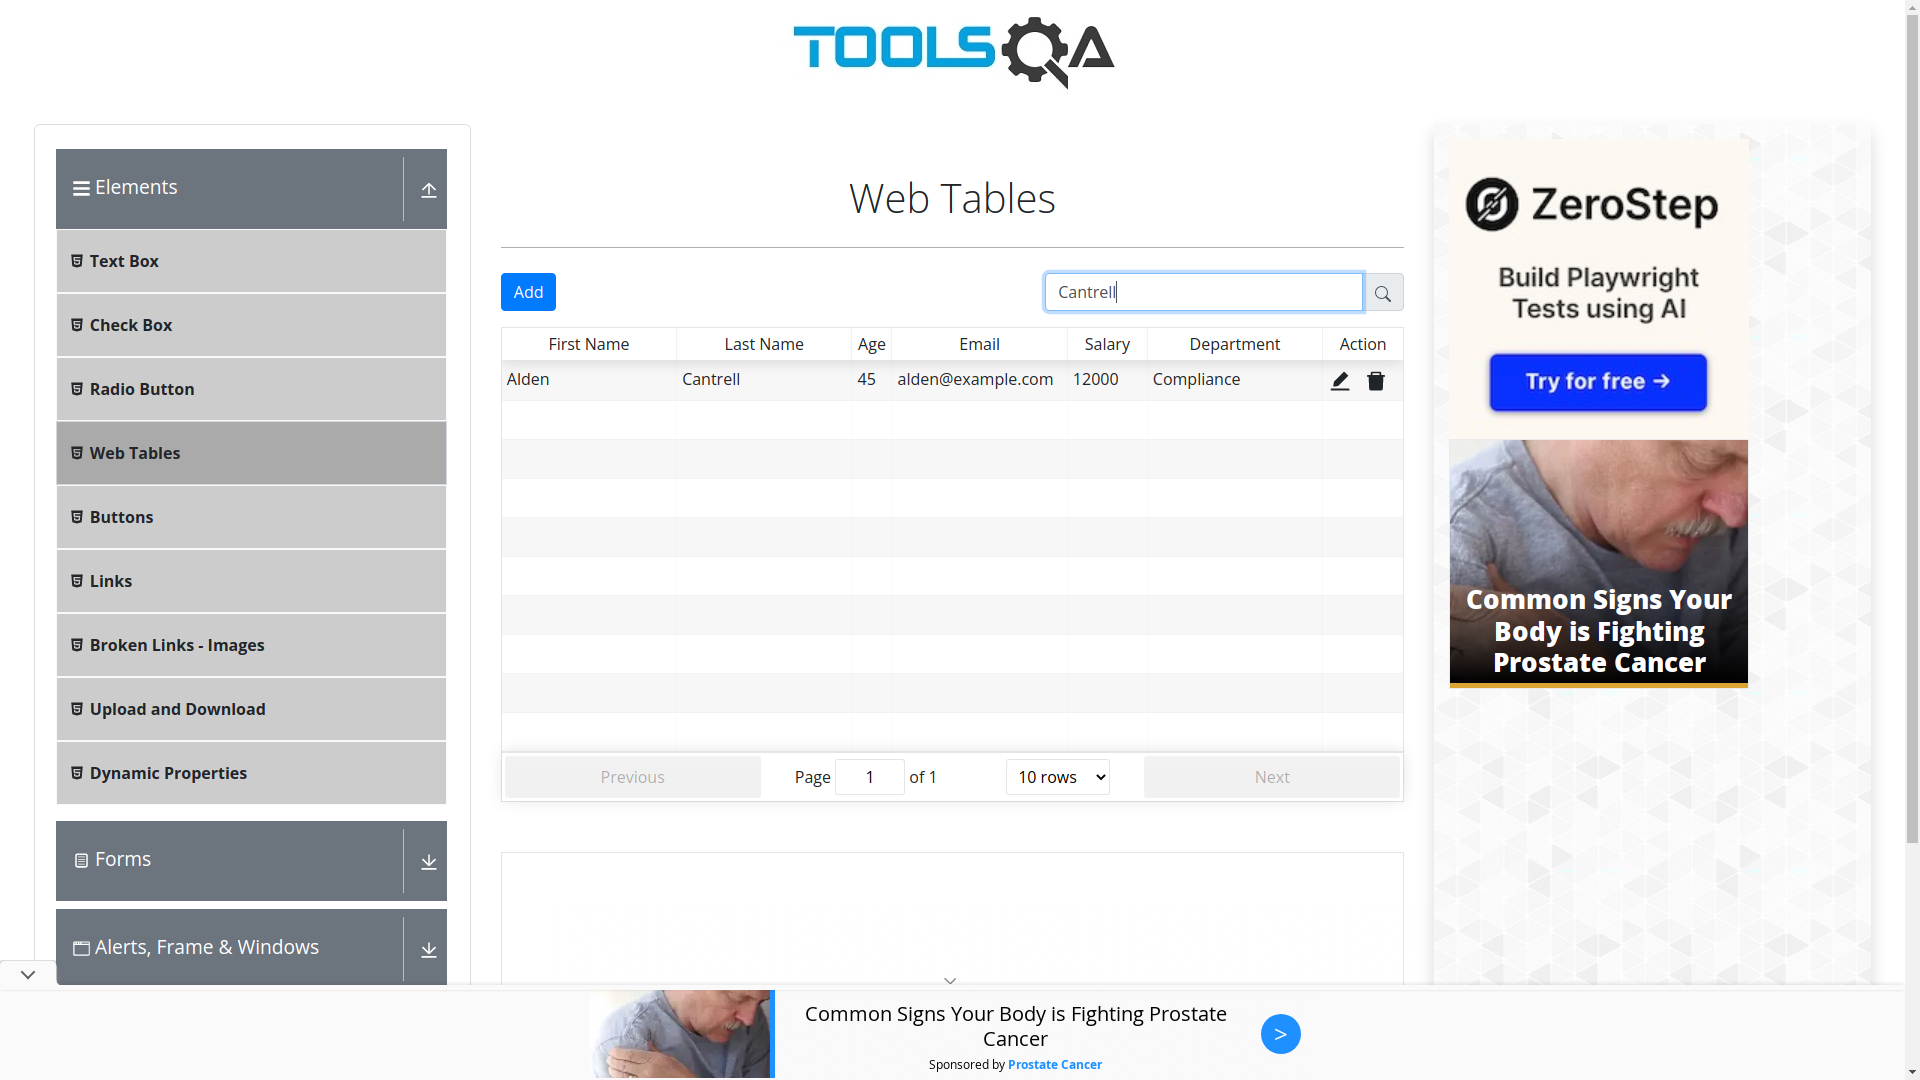 TOOLSQA
Elements
Text Box
Check Box
Radio Button
Web Tables
Buttons
Links
Broken Links - Images
Upload and Download
Dynamic Properties
Forms
Alerts, Frame & Windows
Web Tables
Add
Cantrell
First Name Last Name Age Email Salary Department Action
Alden Cantrell 45 alden@example.com 12000 Compliance
Previous Page 1 of 1 10 rows Next
ZeroStep
Build Playwright
Tests using AI
Try for free →
Common Signs Your
Body is Fighting
Prostate Cancer
Common Signs Your Body is Fighting Prostate
Cancer
Sponsored by Prostate Cancer
>